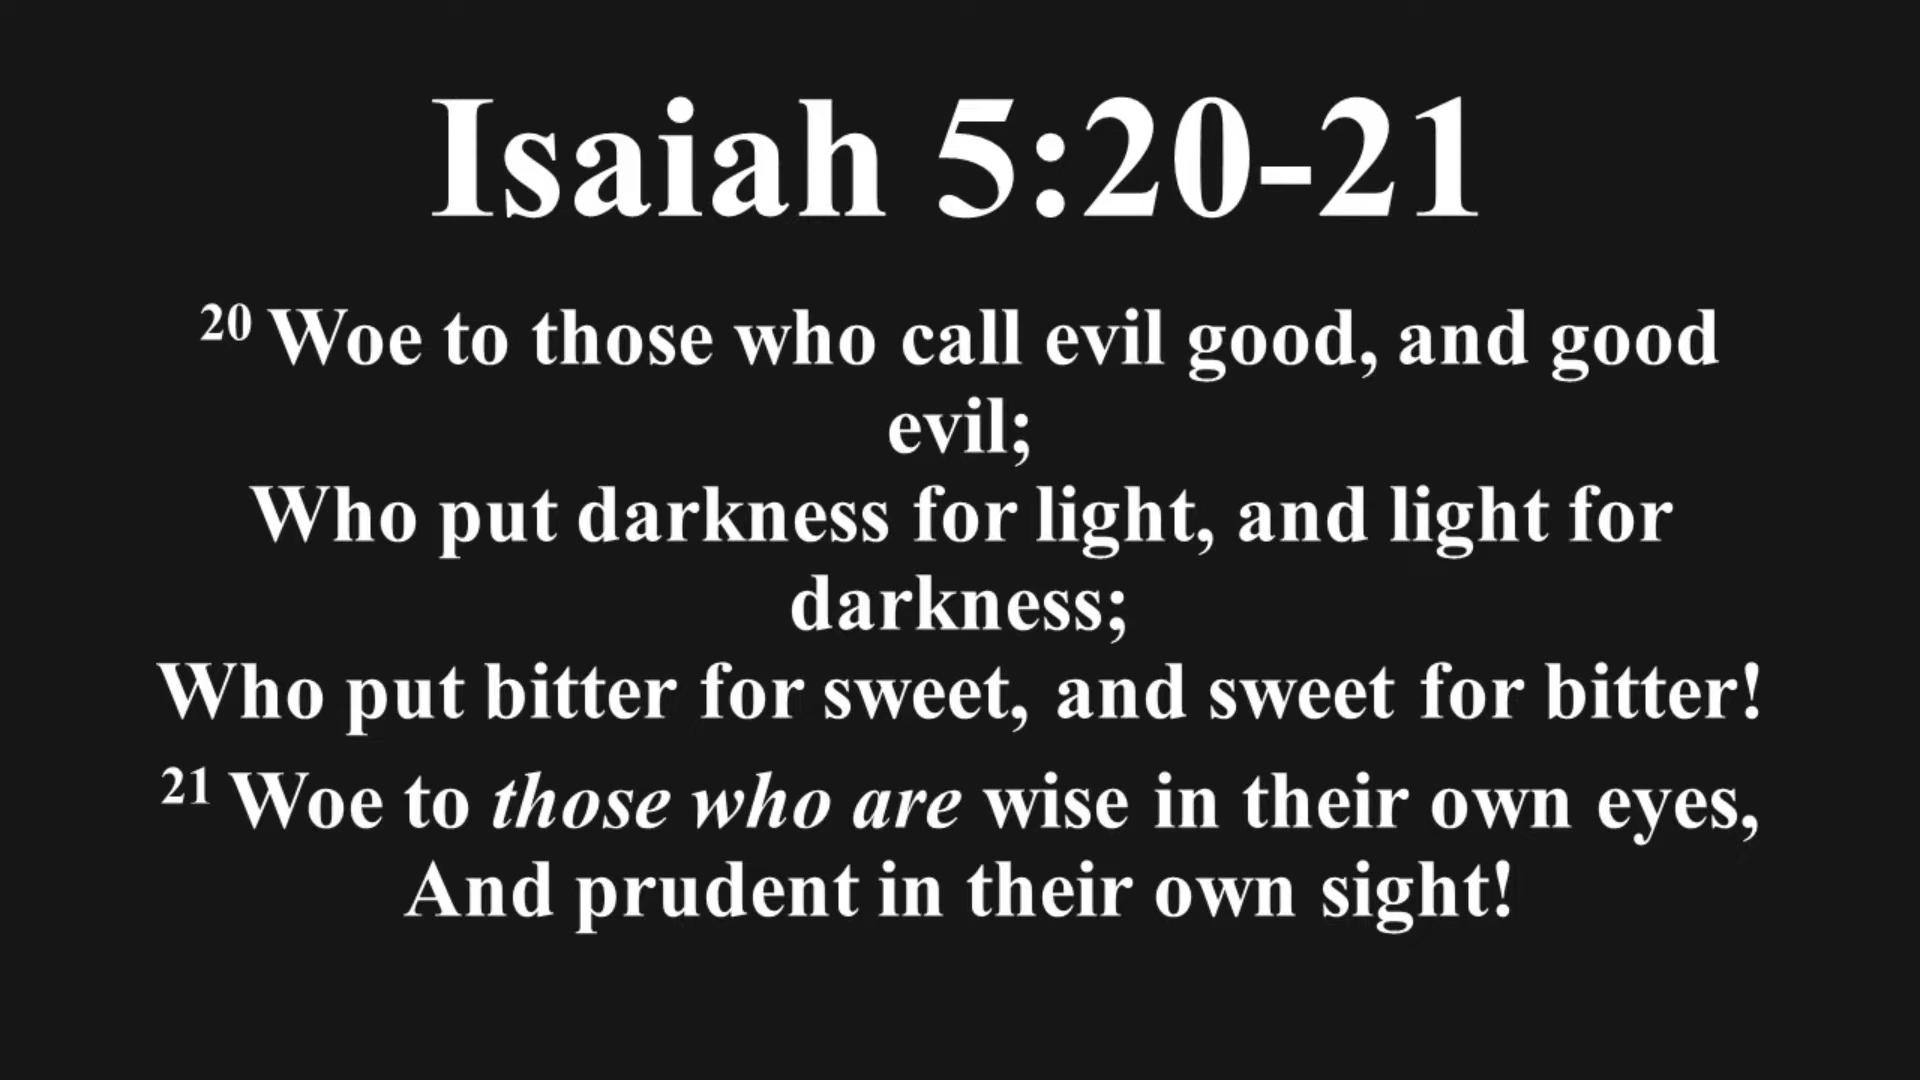 Isaiah 5:20-21
20 Woe to those who call evil good, and good
evil;
Who put darkness for light, and light for
darkness;
Who put bitter for sweet, and sweet for bitter!
21 Woe to those who are wise in their own eyes,
And prudent in their own sight!